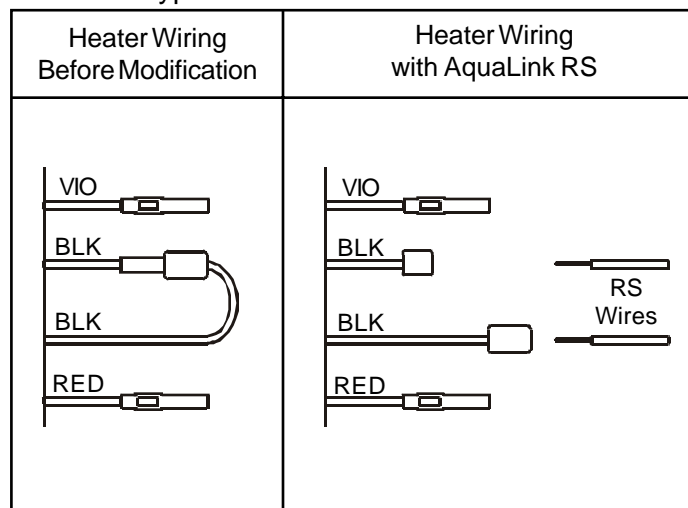 Heater Wiring
Before Modification
Heater Wiring
with AquaLink RS
VIO
BLK
BLK
RED
VIO
BLK
BLK
RED
RS
Wires